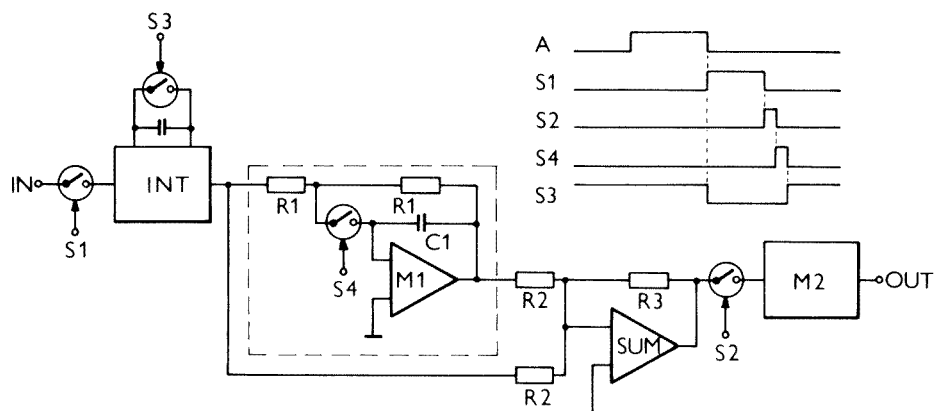 S3
A
S1
S2
S4
S3
IN
INT
S1
R1
R1
C1
S4
M1
R2
R3
M2
OUT
S2
SUM
R2